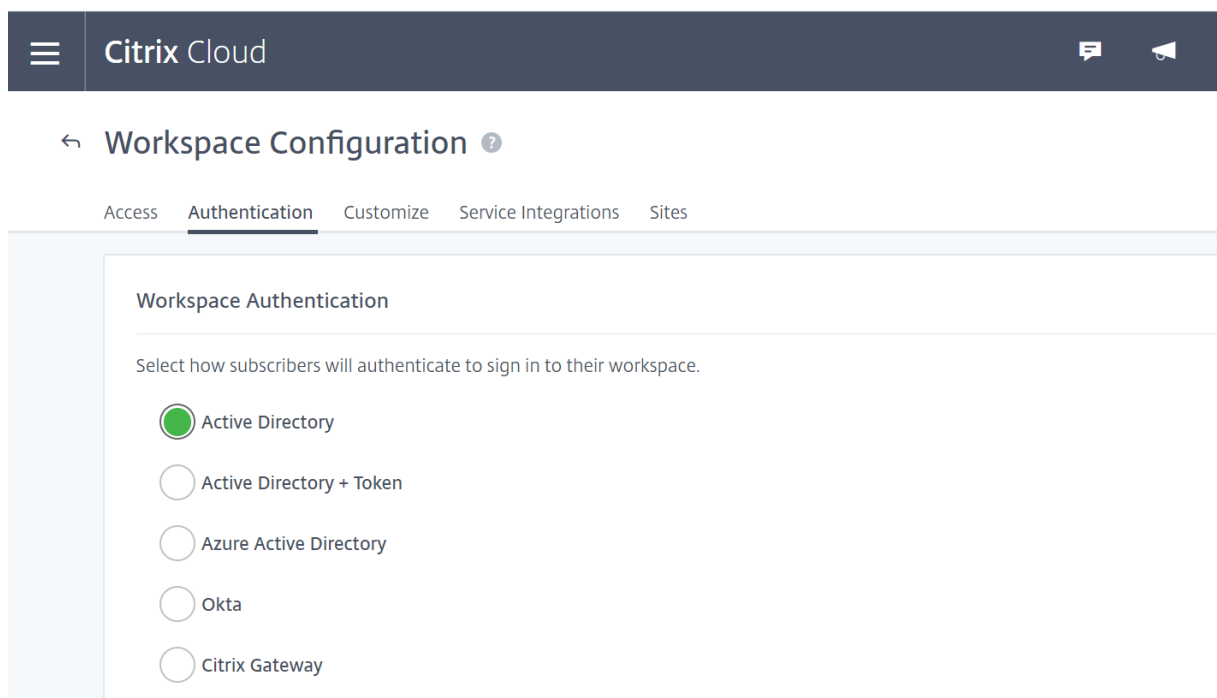 Citrix Cloud
Workspace Configuration ?
Access Authentication Customize Service Integrations Sites
Workspace Authentication
Select how subscribers will authenticate to sign in to their workspace.
Active Directory
Active Directory + Token
Azure Active Directory
Okta
Citrix Gateway